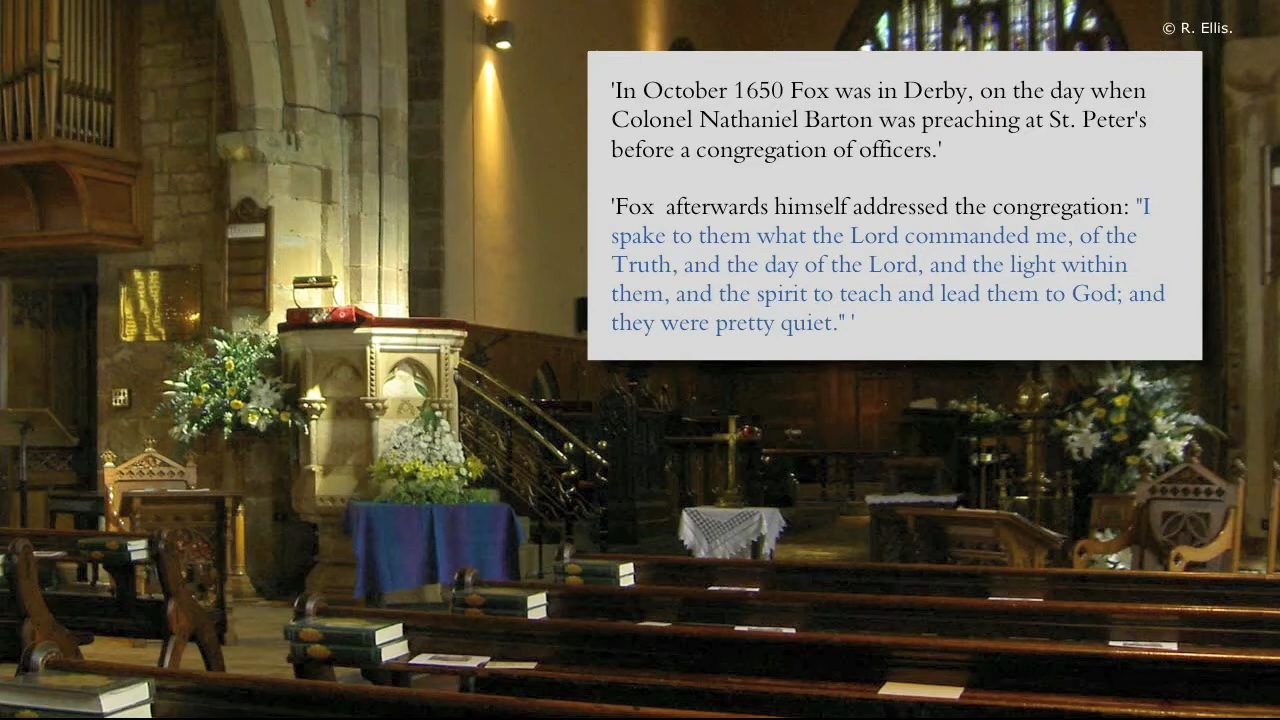 © R. Ellis.
'In October 1650 Fox was in Derby, on the day when
Colonel Nathaniel Barton was preaching at St. Peter's
before a congregation of officers.'
'Fox  afterwards himself addressed the congregation: "I
spake to them what the Lord commanded me, of the
Truth, and the day of the Lord, and the light within
them, and the spirit to teach and lead them to God; and
they were pretty quiet." '